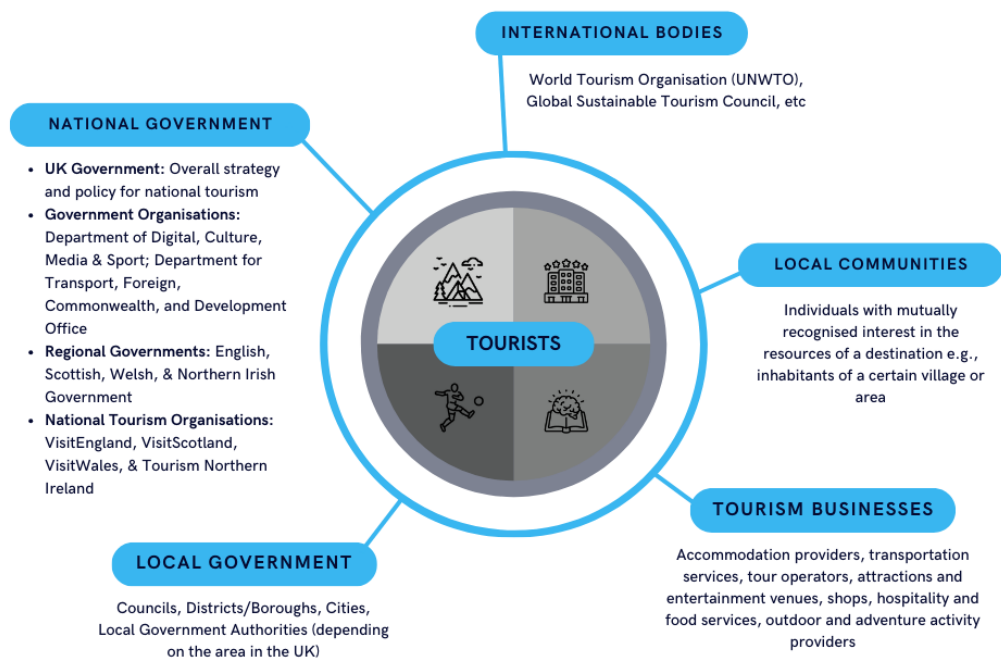 INTERNATIONAL BODIES
World Tourism Organisation (UNWTO),
Global Sustainable Tourism Council, etc
NATIONAL GOVERNMENT
• UK Government: Overall strategy
and policy for national tourism
• Government Organisations:
Department of Digital, Culture,
Media & Sport; Department for
Transport, Foreign,
Commonwealth, and Development
Office
• Regional Governments: English,
Scottish, Welsh, & Northern Irish
Government
• National Tourism Organisations:
VisitEngland, VisitScotland,
VisitWales, & Tourism Northern
Ireland
TOURISTS
LOCAL COMMUNITIES
Individuals with mutually
recognised interest in the
resources of a destination e.g.,
inhabitants of a certain village or
area
TOURISM BUSINESSES
Accommodation providers, transportation
services, tour operators, attractions and
entertainment venues, shops, hospitality and
food services, outdoor and adventure activity
providers
LOCAL GOVERNMENT
Councils, Districts/Boroughs, Cities,
Local Government Authorities (depending
on the area in the UK)